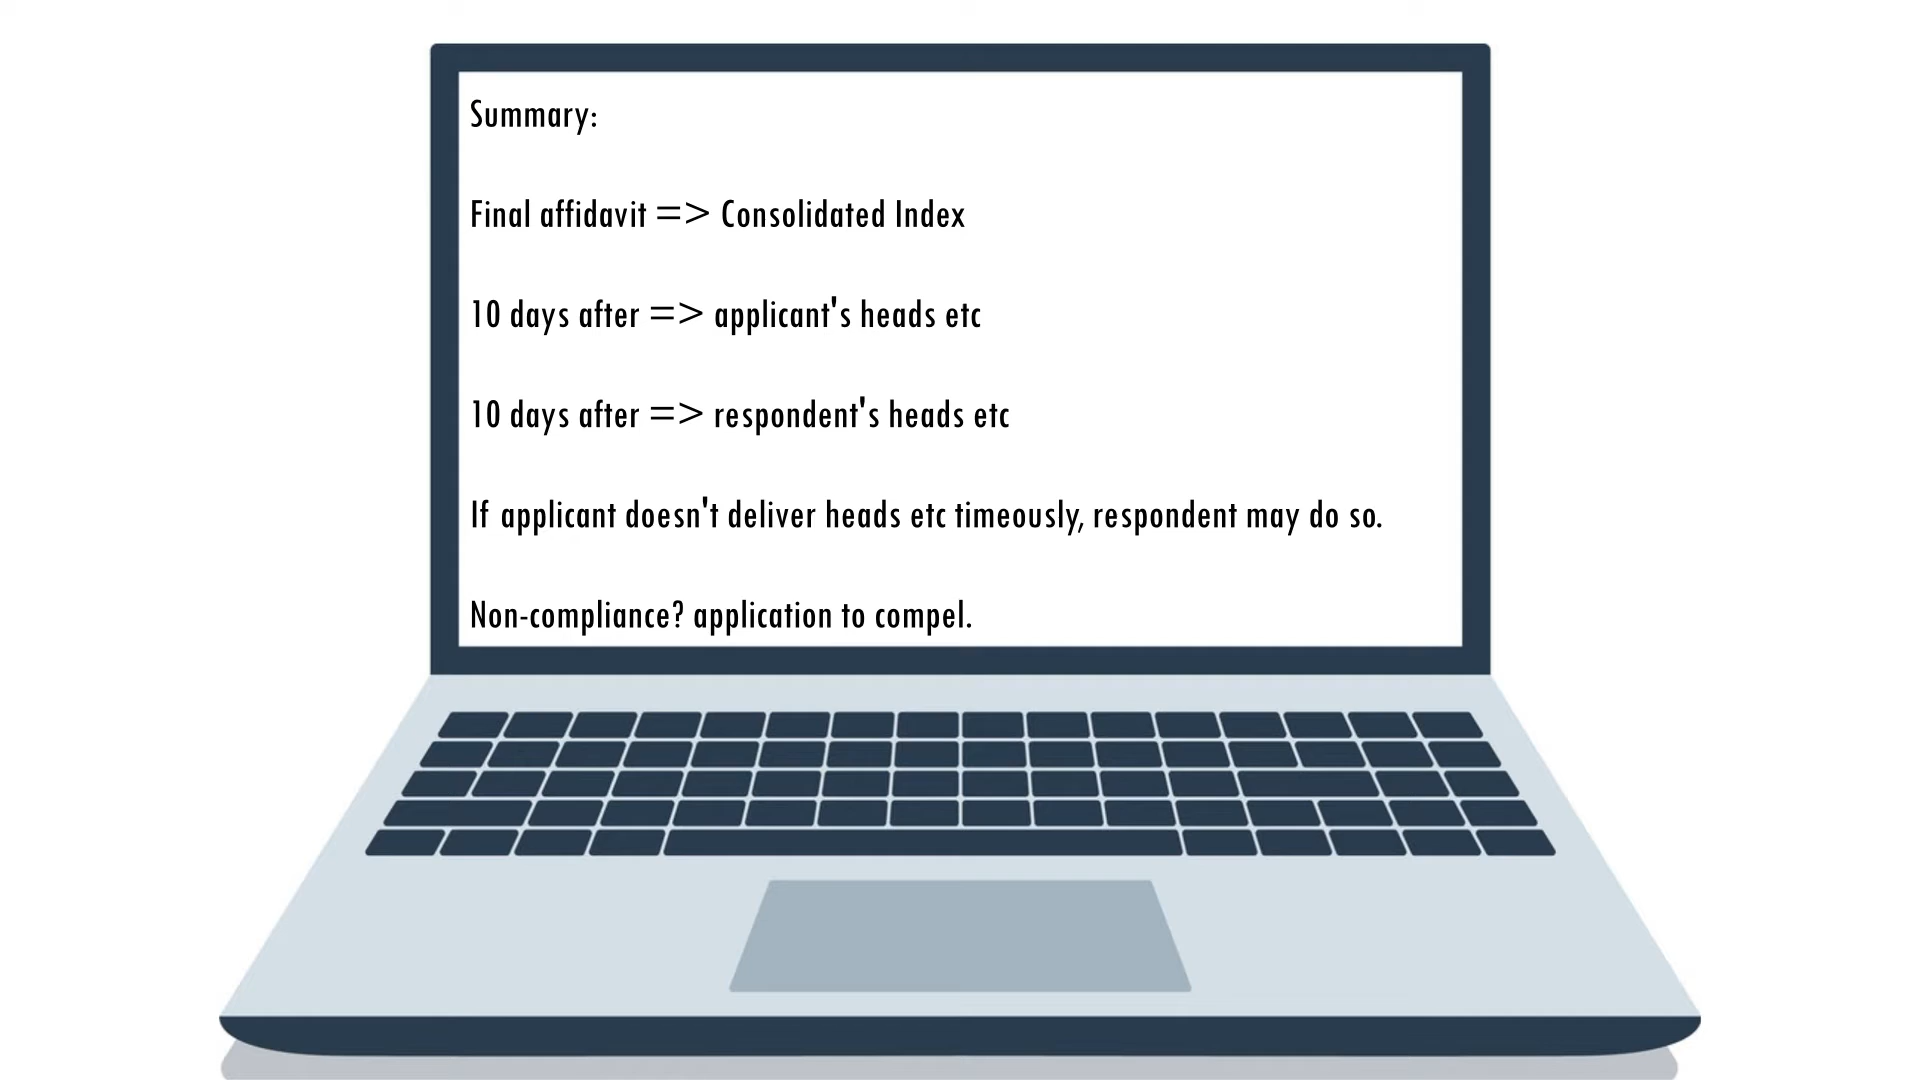 Summary:
Final affidavit => Consolidated Index
10 days after => applicant's heads etc
10 days after => respondent's heads etc
If applicant doesn't deliver heads etc timeously, respondent may do so.
Non-compliance? application to compel.